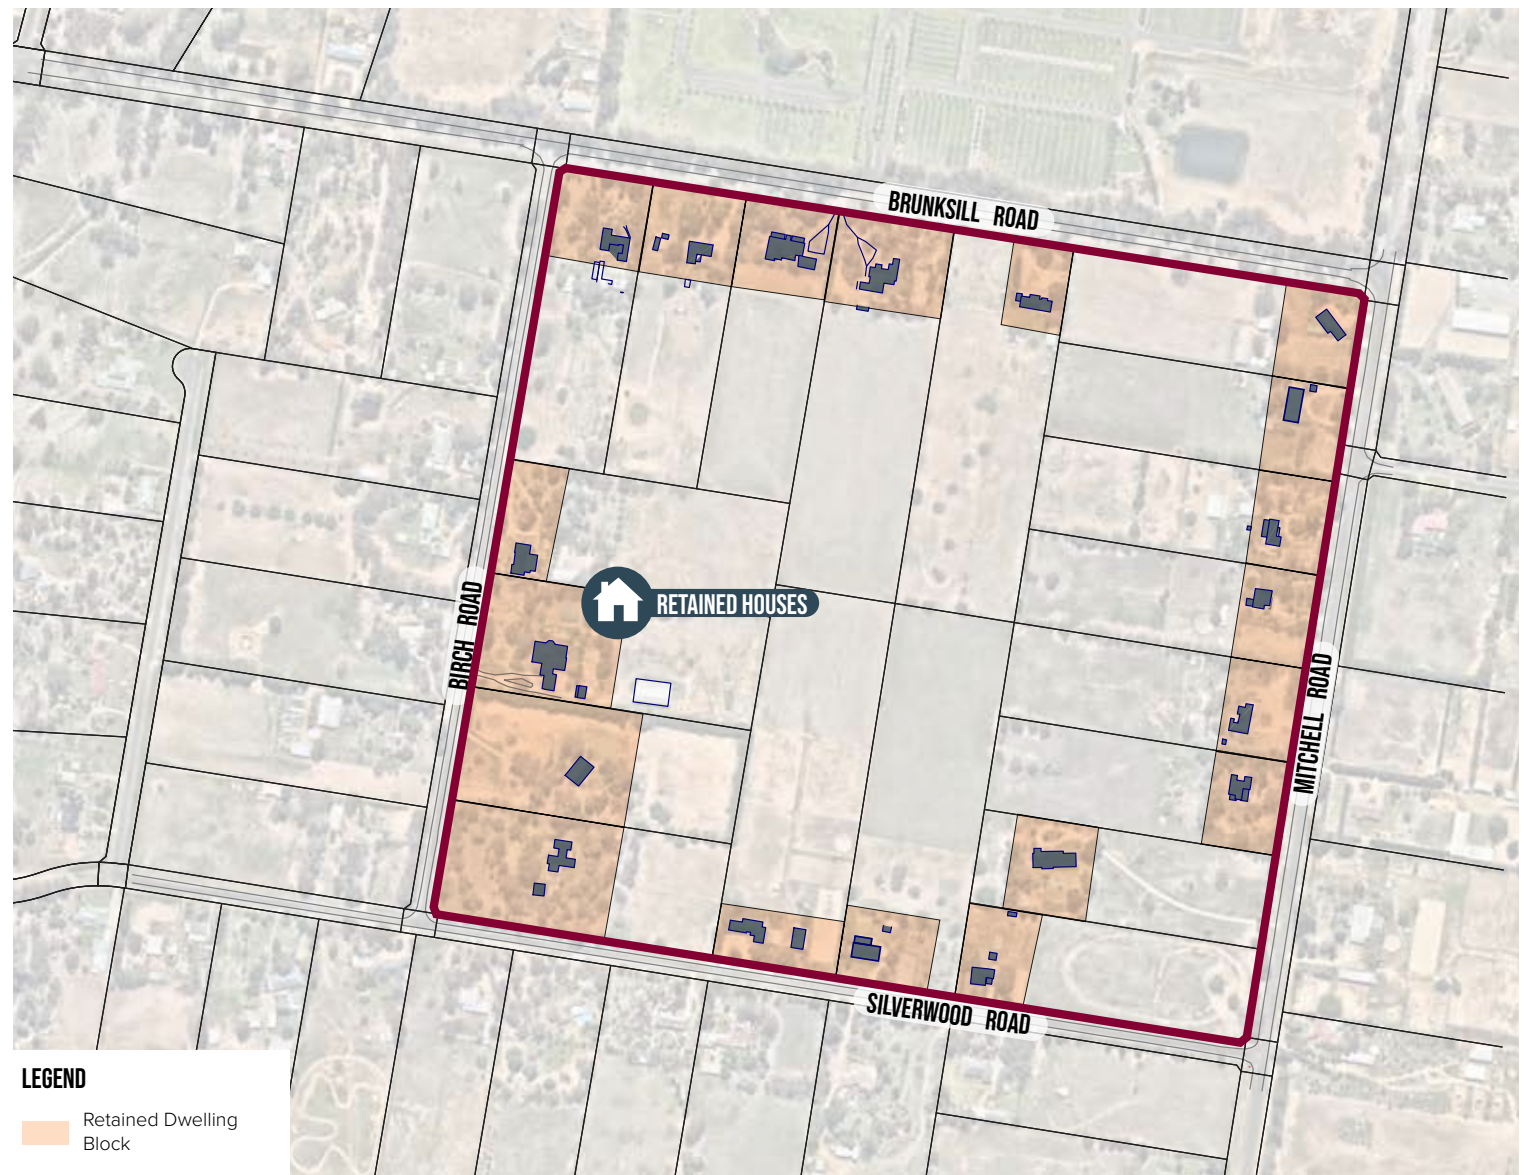 BRUNKSILL ROAD
RETAINED HOUSES
BIRCH ROAD
MITCHELL ROAD
SILVERWOOD ROAD
LEGEND
Retained Dwelling
Block